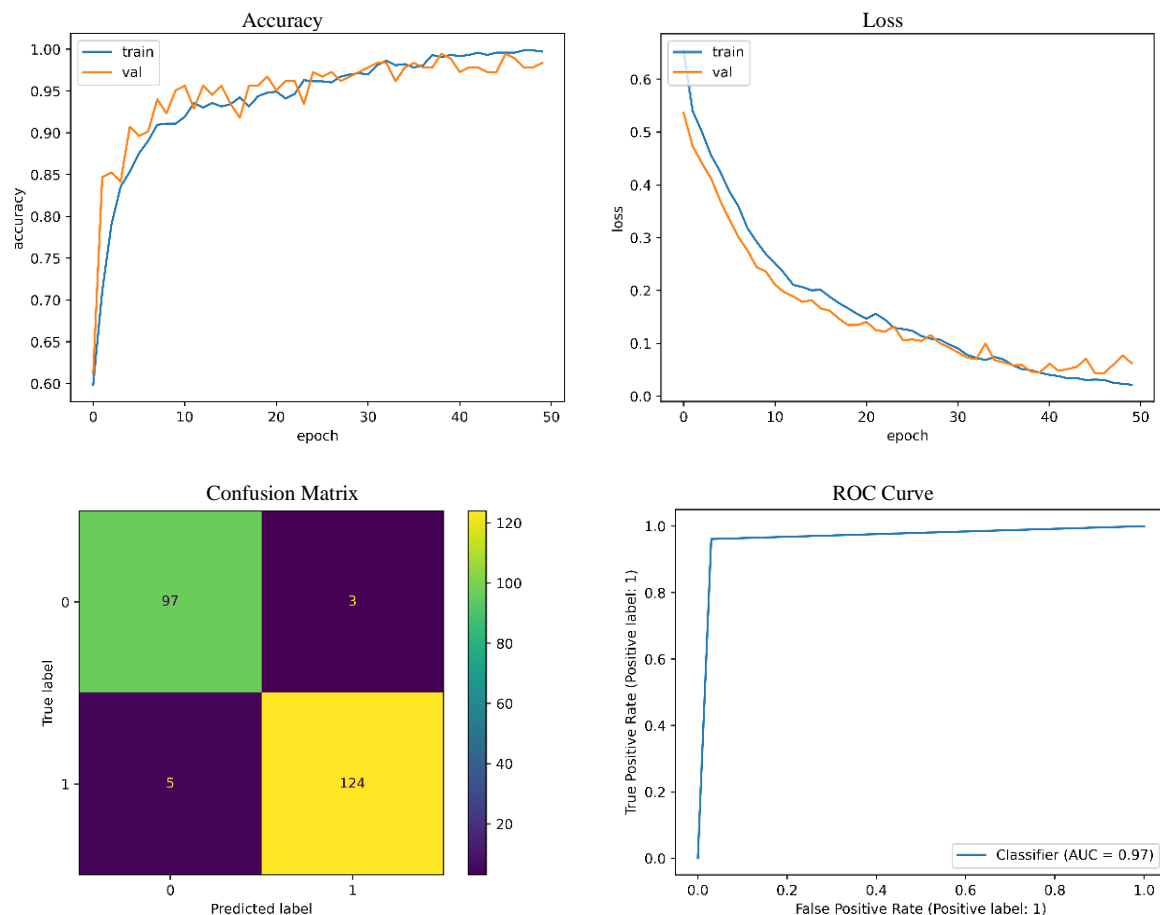 Accuracy
train
val
1.00
0.95
0.90
0.85
0.80
0.75
0.70
0.65
0.60
accuracy
0 10 20 30 40 50
epoch
Loss
train
val
0.6
0.5
0.4
0.3
0.2
0.1
0.0
loss
0 10 20 30 40 50
epoch
Confusion Matrix
97 3
5 124
0
1
True label
0 1
Predicted label
120
100
80
60
40
20
ROC Curve
1.0
0.8
0.6
0.4
0.2
0.0
True Positive Rate (Positive label: 1)
Classifier (AUC = 0.97)
0.0 0.2 0.4 0.6 0.8 1.0
False Positive Rate (Positive label: 1)